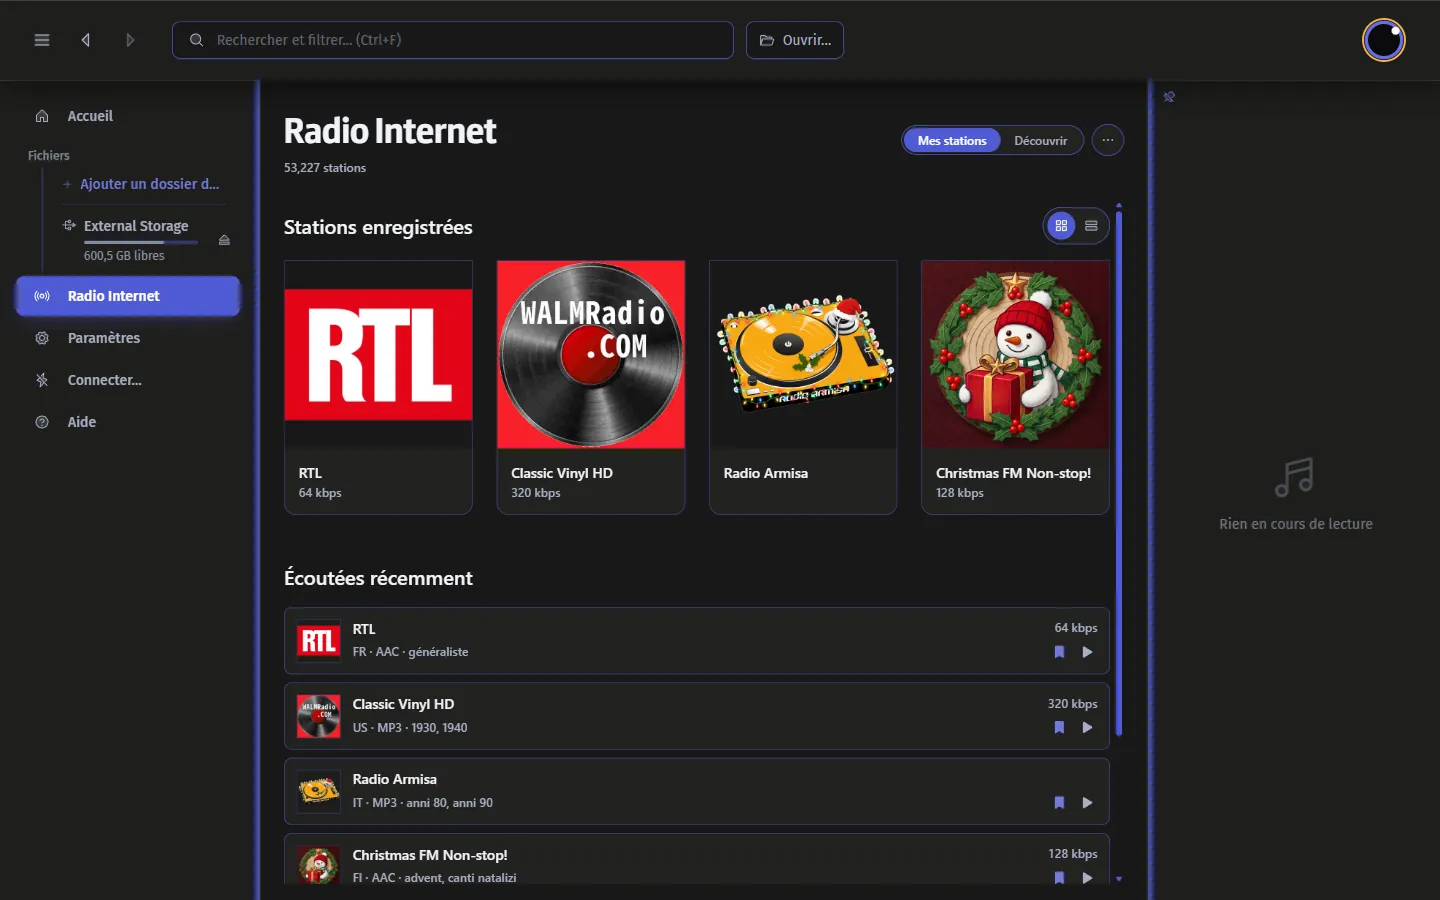 Rechercher et filtrer... (Ctrl+F)
Ouvrir...
Accueil
Fichiers
+ Ajouter un dossier d...
External Storage
600,5 GB libres
Radio Internet
Paramètres
Connecter...
Aide
Radio Internet
53,227 stations
Mes stations
Découvrir
Stations enregistrées
RTL
RTL
64 kbps
WALMRadio
.COM
Classic Vinyl HD
320 kbps
Radio Armisa
Radio Armisa
Christmas FM Non-stop!
128 kbps
Écoutées récemment
RTL
RTL
FR · AAC · généraliste
64 kbps
WALMRadio
.COM
Classic Vinyl HD
US · MP3 · 1930, 1940
320 kbps
Radio Armisa
IT · MP3 · anni 80, anni 90
Christmas FM Non-stop!
FI · AAC · advent, canti natalizi
128 kbps
Rien en cours de lecture